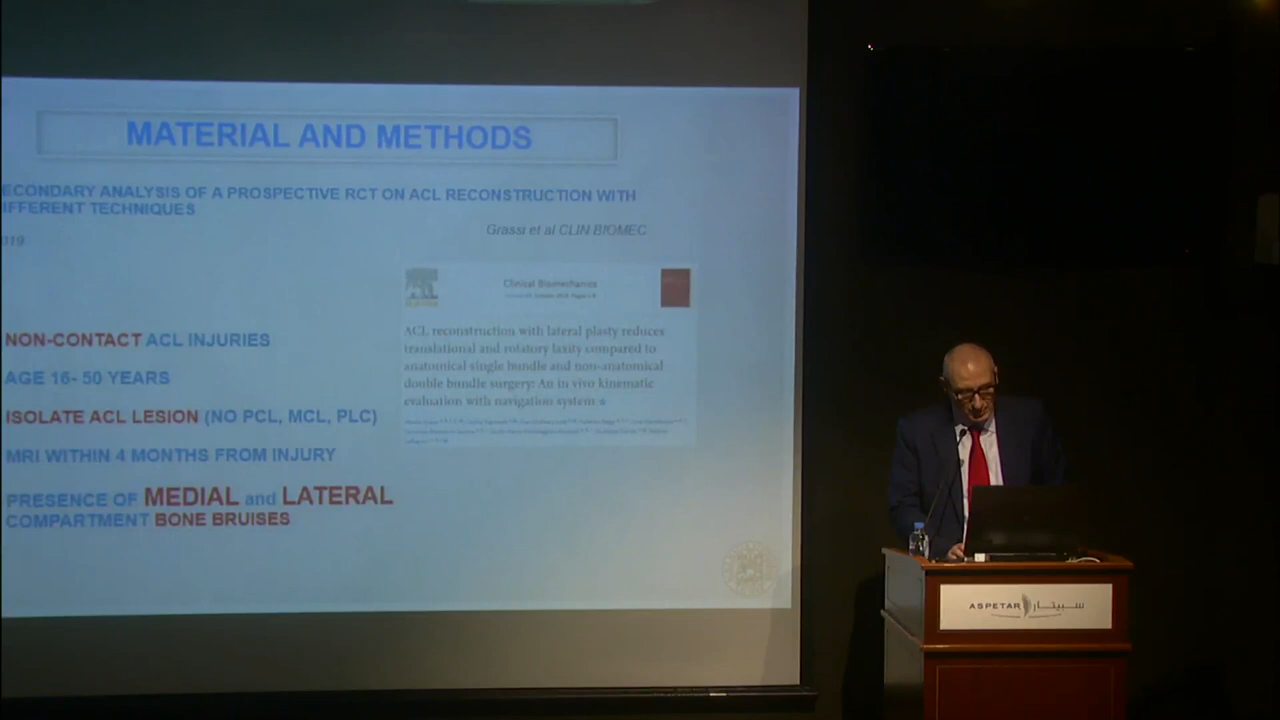 MATERIAL AND METHODS
ECONDARY ANALYSIS OF A PROSPECTIVE RCT ON ACL RECONSTRUCTION WITH
IFFERENT TECHNIQUES
Grassi et al CLIN BIOMEC
019
Clinical Biomechanics
ACL reconstruction with lateral plasty reduces
translational and rotatory laxity compared to
anatomical single bundle and non-anatomical
double bundle surgery: An in vivo kinematic
evaluation with navigation system
NON-CONTACT ACL INJURIES
AGE 16- 50 YEARS
ISOLATE ACL LESION (NO PCL, MCL, PLC)
MRI WITHIN 4 MONTHS FROM INJURY
PRESENCE OF MEDIAL and LATERAL
COMPARTMENT BONE BRUISES
ASPETAR سبيتار